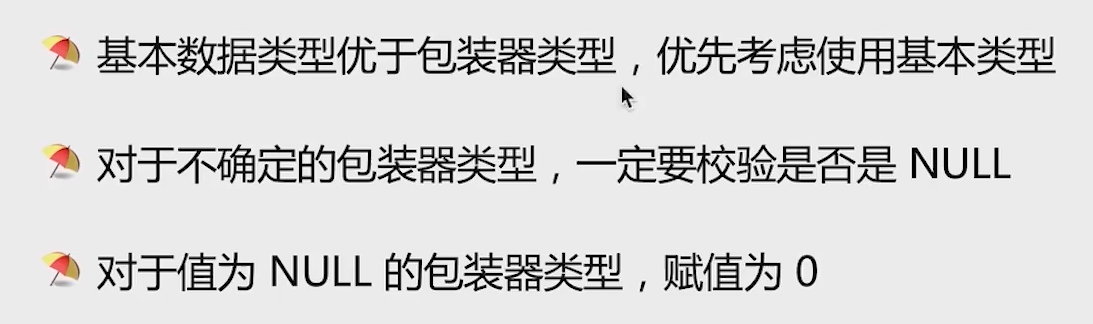 基本数据类型优于包装器类型，优先考虑使用基本类型
对于不确定的包装器类型，一定要校验是否是 NULL
对于值为 NULL 的包装器类型，赋值为 0